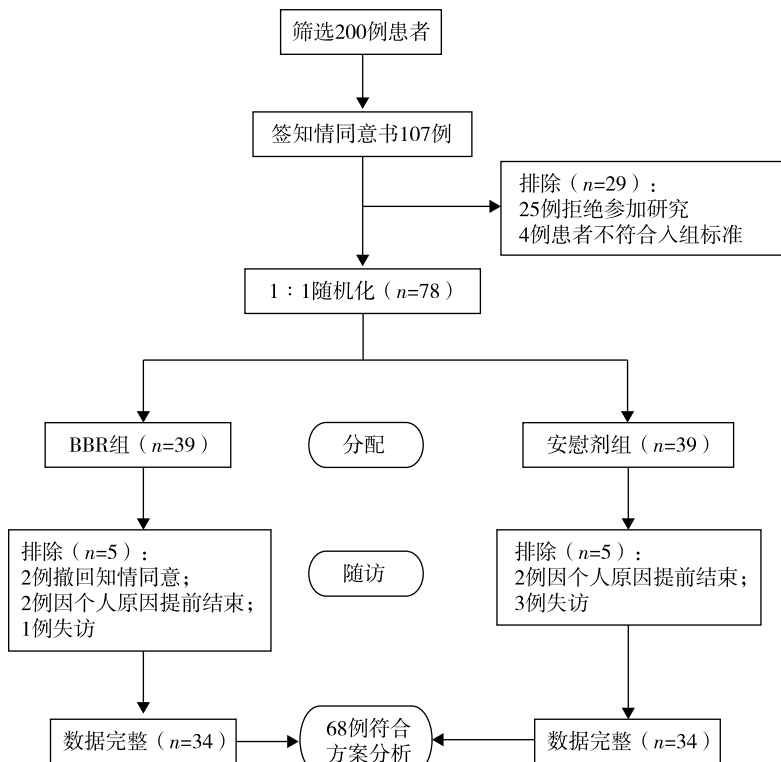 筛选200例患者
签知情同意书107例
排除（n=29）：
25例拒绝参加研究
4例患者不符合入组标准
1∶1随机化（n=78）
BBR组（n=39）
分配
安慰剂组（n=39）
排除（n=5）：
2例撤回知情同意；
2例因个人原因提前结束；
1例失访
随访
排除（n=5）：
2例因个人原因提前结束；
3例失访
数据完整（n=34）
68例符合
方案分析
数据完整（n=34）